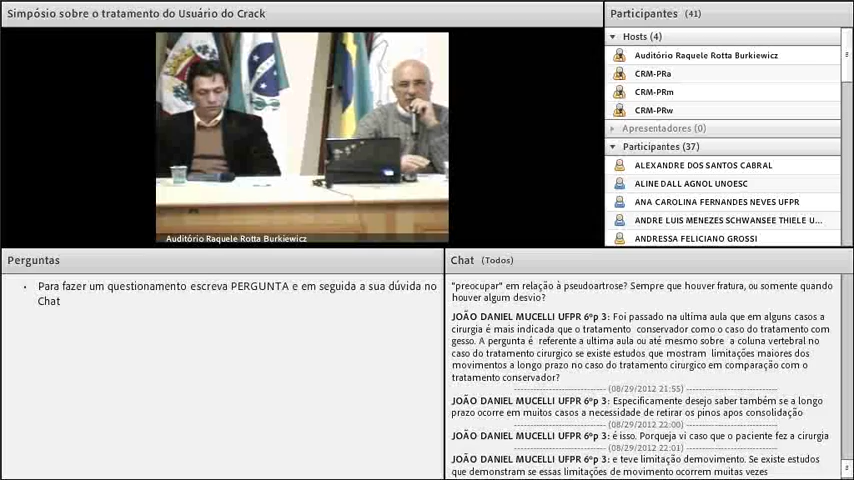 Simpósio sobre o tratamento do Usuário do Crack
Auditório Raquele Rotta Burkiewicz
Participantes (41)
Hosts (4)
Auditório Raquele Rotta Burkiewicz
CRM-PRa
CRM-PRm
CRM-PRw
Apresentadores (0)
Participantes (37)
ALEXANDRE DOS SANTOS CABRAL
ALINE DALL AGNOL UNOESC
ANA CAROLINA FERNANDES NEVES UFPR
ANDRE LUIS MENEZES SCHWANSEE THIELE U...
ANDRESSA FELICIANO GROSSI
Perguntas
Para fazer um questionamento escreva PERGUNTA e em seguida a sua dúvida no
Chat
Chat (Todos)
"preocupar" em relação à pseudoartrose? Sempre que houver fratura, ou somente quando
houver algum desvio?
JOÃO DANIEL MUCELLI UFPR 6ºp 3: Foi passado na ultima aula que em alguns casos a
cirurgia é mais indicada que o tratamento conservador como o caso do tratamento com
gesso. A pergunta é referente a ultima aula ou até mesmo sobre a coluna vertebral no
caso do tratamento cirurgico se existe estudos que mostram limitações maiores dos
movimentos a longo prazo no caso do tratamento cirurgico em comparação com o
tratamento conservador?
(08/29/2012 21:55)
JOÃO DANIEL MUCELLI UFPR 6ºp 3: Especificamente desejo saber também se a longo
prazo ocorre em muitos casos a necessidade de retirar os pinos apos consolidação
(08/29/2012 22:00)
JOÃO DANIEL MUCELLI UFPR 6ºp 3: é isso. Porqueja vi caso que o paciente fez a cirurgia
(08/29/2012 22:01)
JOÃO DANIEL MUCELLI UFPR 6ºp 3: e teve limitação demovimento. Se existe estudos
que demonstram se essas limitações de movimento ocorrem muitas vezes